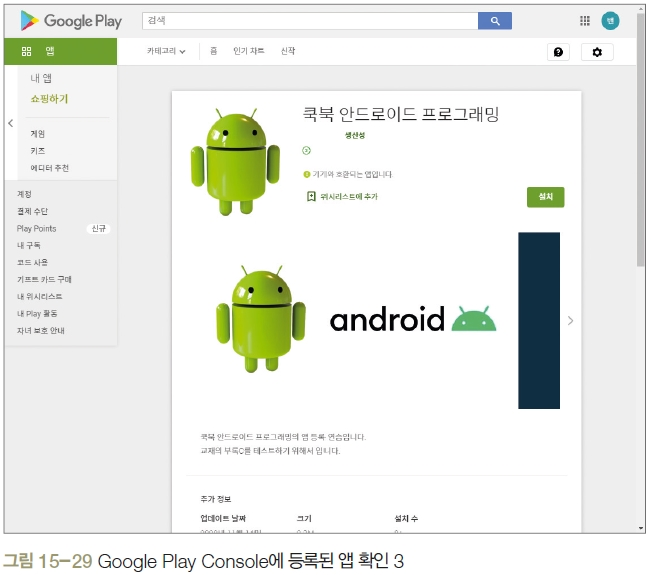 Google Play
검색
앤
앱
카테고리
홈
인기 차트
신작
내 앱
쇼핑하기
게임
키즈
에디터 추천
계정
결제 수단
Play Points 신규
내 구독
코드 사용
기프트 카드 구매
내 위시리스트
내 Play 활동
자녀 보호 안내
쿡북 안드로이드 프로그래밍
생산성
3
기기와 호환되는 앱입니다.
위시리스트에 추가
설치
android
쿡북 안드로이드 프로그래밍의 앱 등록 연습입니다.
교재의 부록C를 테스트하기 위해서 입니다.
추가 정보
업데이트 날짜 크기 설치 수
그림 15-29 Google Play Console에 등록된 앱 확인 3